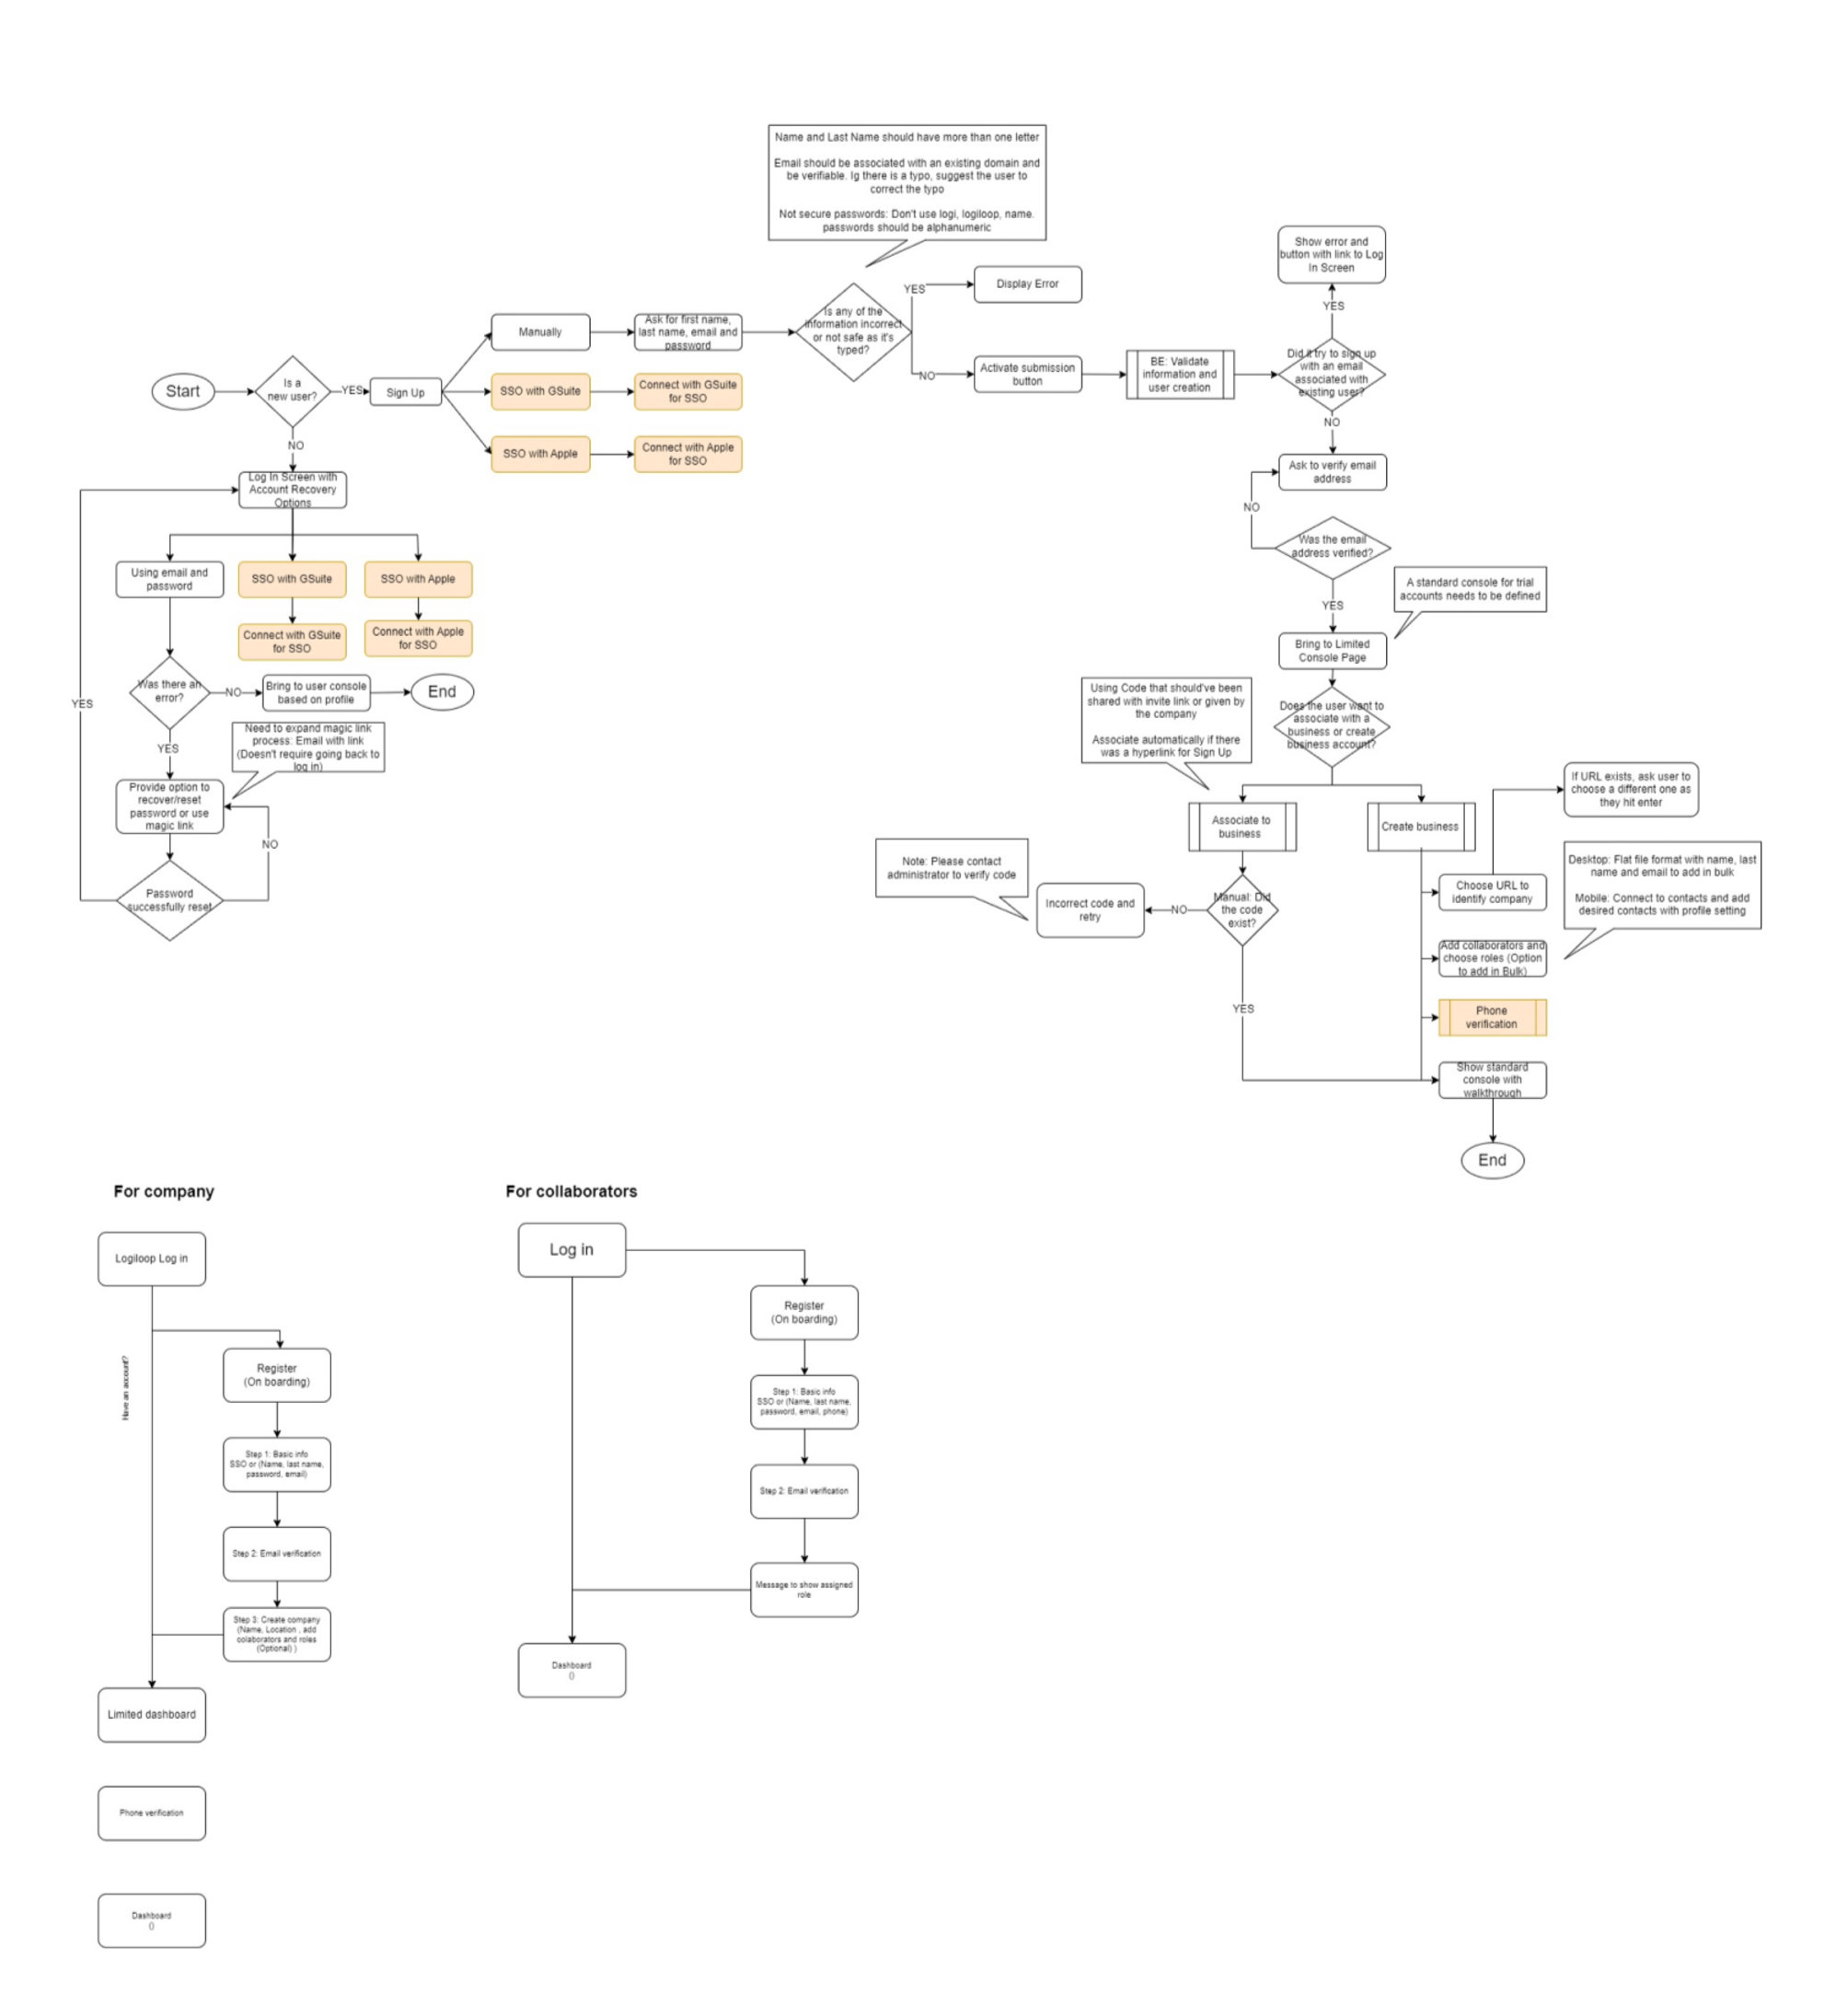 Name and Last Name should have more than one letter
Email should be associated with an existing domain and
be verifiable. Ig there is a typo, suggest the user to
correct the typo
Not secure passwords: Don't use logi, logiloop, name.
passwords should be alphanumeric
Show error and
button with link to Log
In Screen
YES
Display Error
YES
Is any of the
information incorrect
or not safe as it's
typed?
Manually
Ask for first name,
last name, email and
password
NO
Activate submission
button
BE: Validate
information and
user creation
Did it try to sign up
with an email
associated with
existing user?
NO
Start
Is a
new user?
YES
Sign Up
SSO with GSuite
Connect with GSuite
for SSO
SSO with Apple
Connect with Apple
for SSO
NO
Log In Screen with
Account Recovery
Options
Ask to verify email
address
NO
Was the email
address verified?
YES
A standard console for trial
accounts needs to be defined
Using email and
password
SSO with GSuite
SSO with Apple
Connect with GSuite
for SSO
Connect with Apple
for SSO
Was there an
error?
NO
Bring to user console
based on profile
End
YES
YES
Need to expand magic link
process: Email with link
(Doesn't require going back to
log in)
Provide option to
recover/reset
password or use
magic link
NO
Password
successfully reset
Bring to Limited
Console Page
Using Code that should've been
shared with invite link or given by
the company
Associate automatically if there
was a hyperlink for Sign Up
Does the user want to
associate with a
business or create
business account?
If URL exists, ask user to
choose a different one as
they hit enter
Associate to
business
Create business
Note: Please contact
administrator to verify code
Incorrect code and
retry
NO
Manual: Did
the code
exist?
Choose URL to
identify company
Desktop: Flat file format with name, last
name and email to add in bulk
Mobile: Connect to contacts and add
desired contacts with profile setting
Add collaborators and
choose roles (Option
to add in Bulk)
YES
Phone
verification
Show standard
console with
walkthrough
End
For company
Logiloop Log in
Have an account?
Register
(On boarding)
Step 1: Basic info
SSO or (Name, last name,
password, email)
Step 2: Email verification
Step 3: Create company
(Name, Location , add
colaborators and roles
(Optional) )
Limited dashboard
Phone verification
Dashboard
()
For collaborators
Log in
Register
(On boarding)
Step 1: Basic info
SSO or (Name, last name,
password, email, phone)
Step 2: Email verification
Message to show assigned
role
Dashboard
()